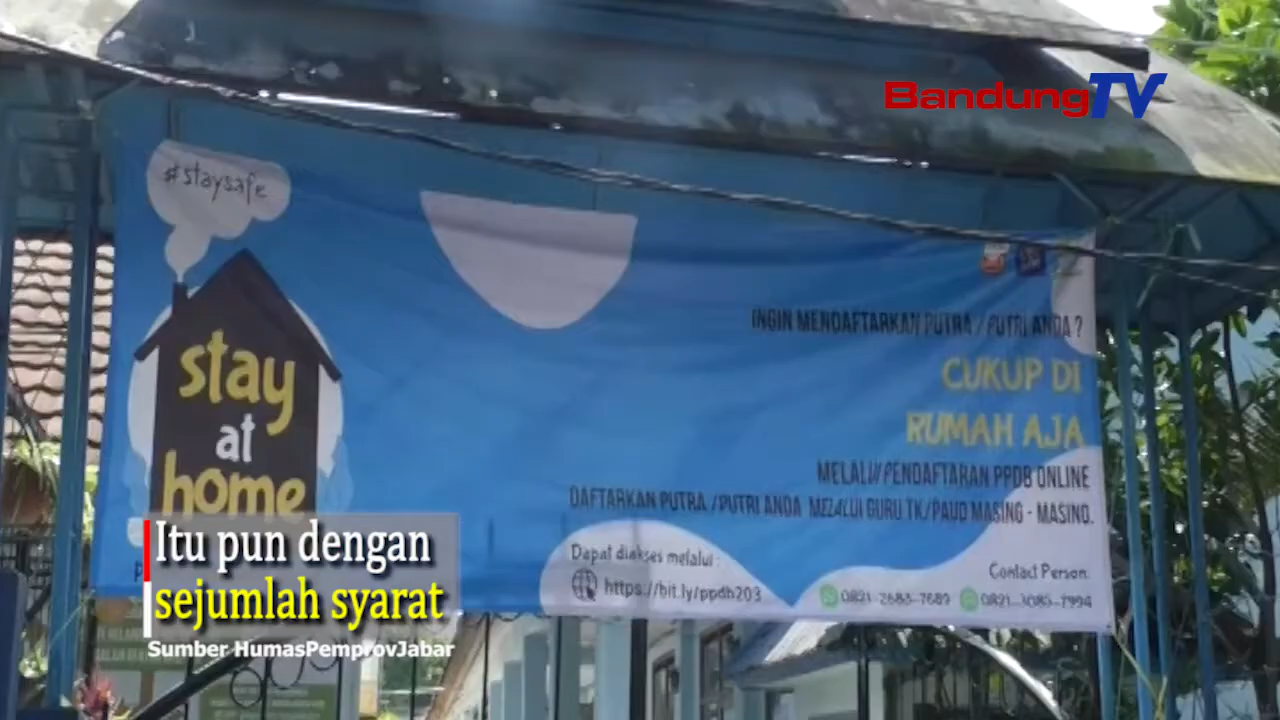 BandungTV
#staysafe
stay
at
home
INGIN MENDAFTARKAN PUTRA / PUTRI ANDA ?
CUKUP DI
RUMAH AJA
MELALUI PENDAFTARAN PPDB ONLINE
DAFTARKAN PUTRA /PUTRI ANDA MELALUI GURU TK/PAUD MASING - MASING.
Dapat diakses melalui :
https://bit.ly/ppdb203
Contact Person:
0821-2683-7689
0821-3085-7994
Itu pun dengan
sejumlah syarat
Sumber HumasPemprovJabar